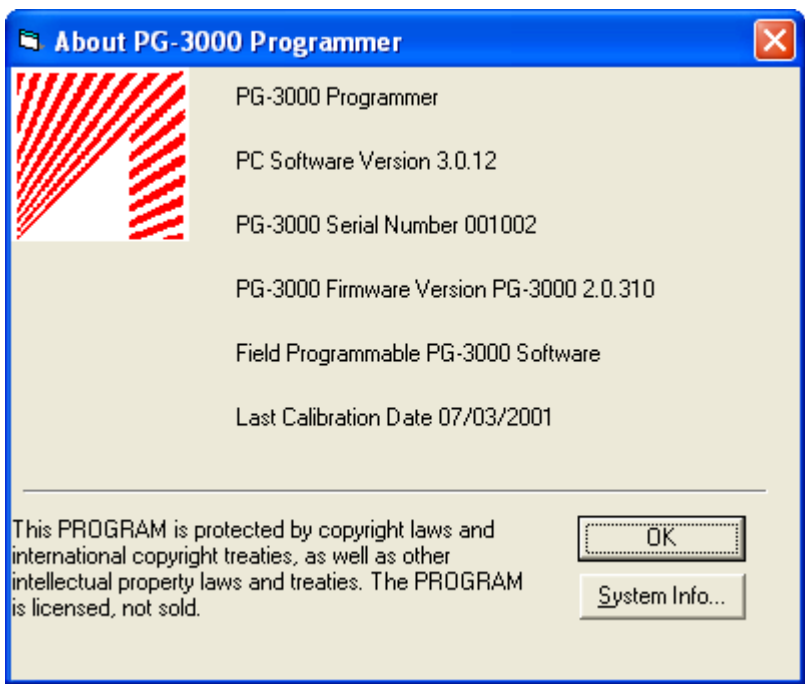 About PG-3000 Programmer
PG-3000 Programmer
PC Software Version 3.0.12
PG-3000 Serial Number 001002
PG-3000 Firmware Version PG-3000 2.0.310
Field Programmable PG-3000 Software
Last Calibration Date 07/03/2001
This PROGRAM is protected by copyright laws and
international copyright treaties, as well as other
intellectual property laws and treaties. The PROGRAM
is licensed, not sold.
OK
System Info...